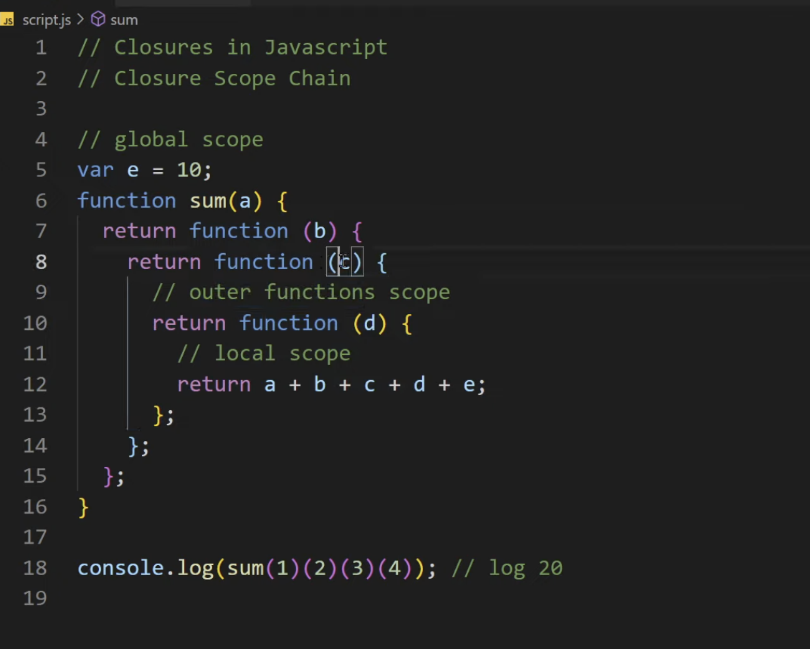 JS script.js > sum
1 // Closures in Javascript
2 // Closure Scope Chain
3
4 // global scope
5 var e = 10;
6 function sum(a) {
7   return function (b) {
8     return function (c) {
9       // outer functions scope
10       return function (d) {
11         // local scope
12         return a + b + c + d + e;
13       };
14     };
15   };
16 }
17
18 console.log(sum(1)(2)(3)(4)); // log 20
19